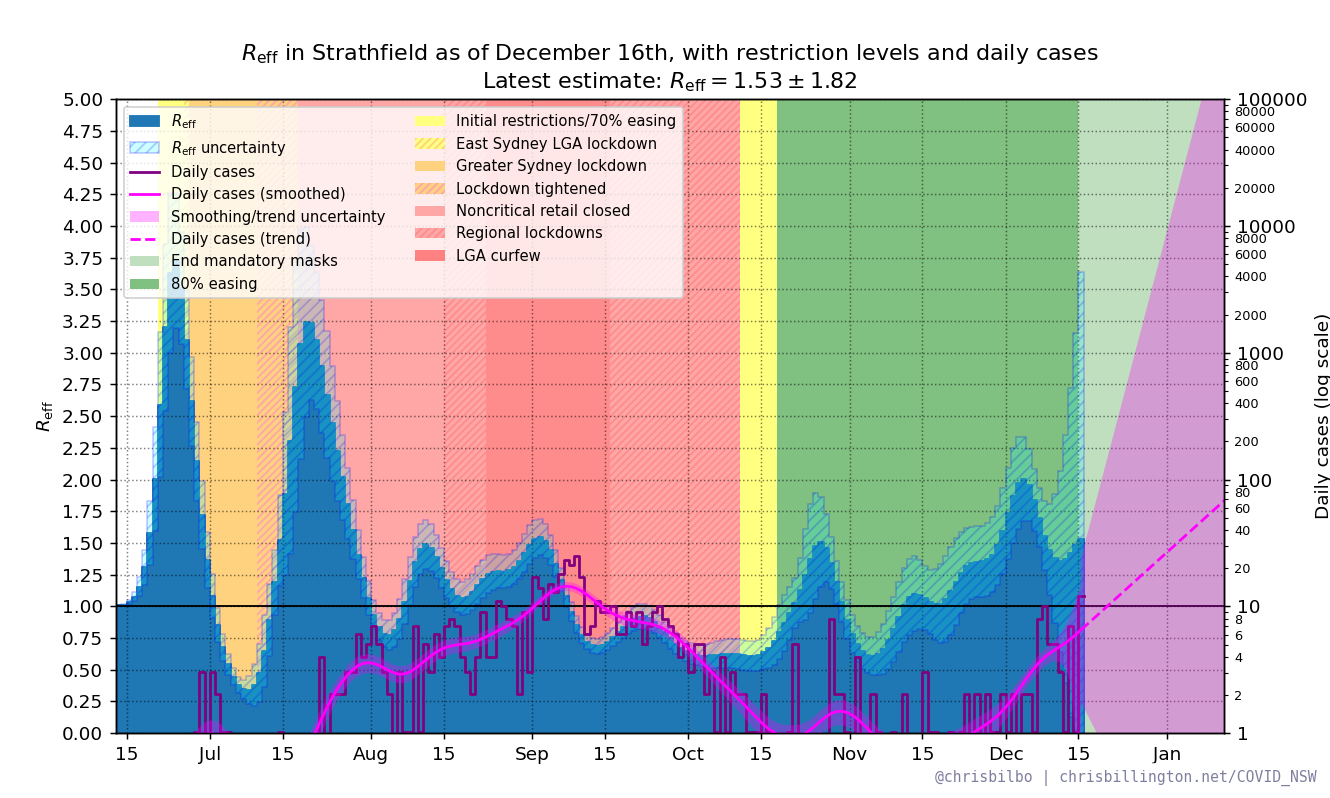 Reff in Strathfield as of December 16th, with restriction levels and daily cases
Latest estimate: Reff = 1.53 ± 1.82
Reff
Reff uncertainty
Daily cases
Daily cases (smoothed)
Smoothing/trend uncertainty
Daily cases (trend)
End mandatory masks
80% easing
Initial restrictions/70% easing
East Sydney LGA lockdown
Greater Sydney lockdown
Lockdown tightened
Noncritical retail closed
Regional lockdowns
LGA curfew
Reff
5.00
4.75
4.50
4.25
4.00
3.75
3.50
3.25
3.00
2.75
2.50
2.25
2.00
1.75
1.50
1.25
1.00
0.75
0.50
0.25
0.00
15
Jul
15
Aug
15
Sep
15
Oct
15
Nov
15
Dec
15
Jan
100000
80000
60000
40000
20000
10000
8000
6000
4000
2000
1000
800
600
400
200
100
80
60
40
20
10
8
6
4
2
1
Daily cases (log scale)
@chrisbilbo | chrisbillington.net/COVID_NSW